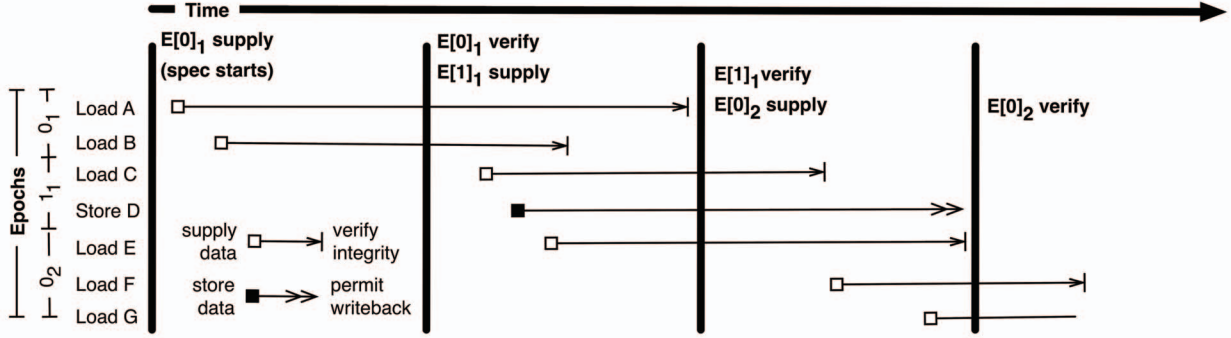 Time
E[0]1 supply
(spec starts)
E[0]1 verify
E[1]1 supply
E[1]1verify
E[0]2 supply
E[0]2 verify
Epochs
01
11
02
Load A
Load B
Load C
Store D
Load E
Load F
Load G
supply
data
verify
integrity
store
data
permit
writeback